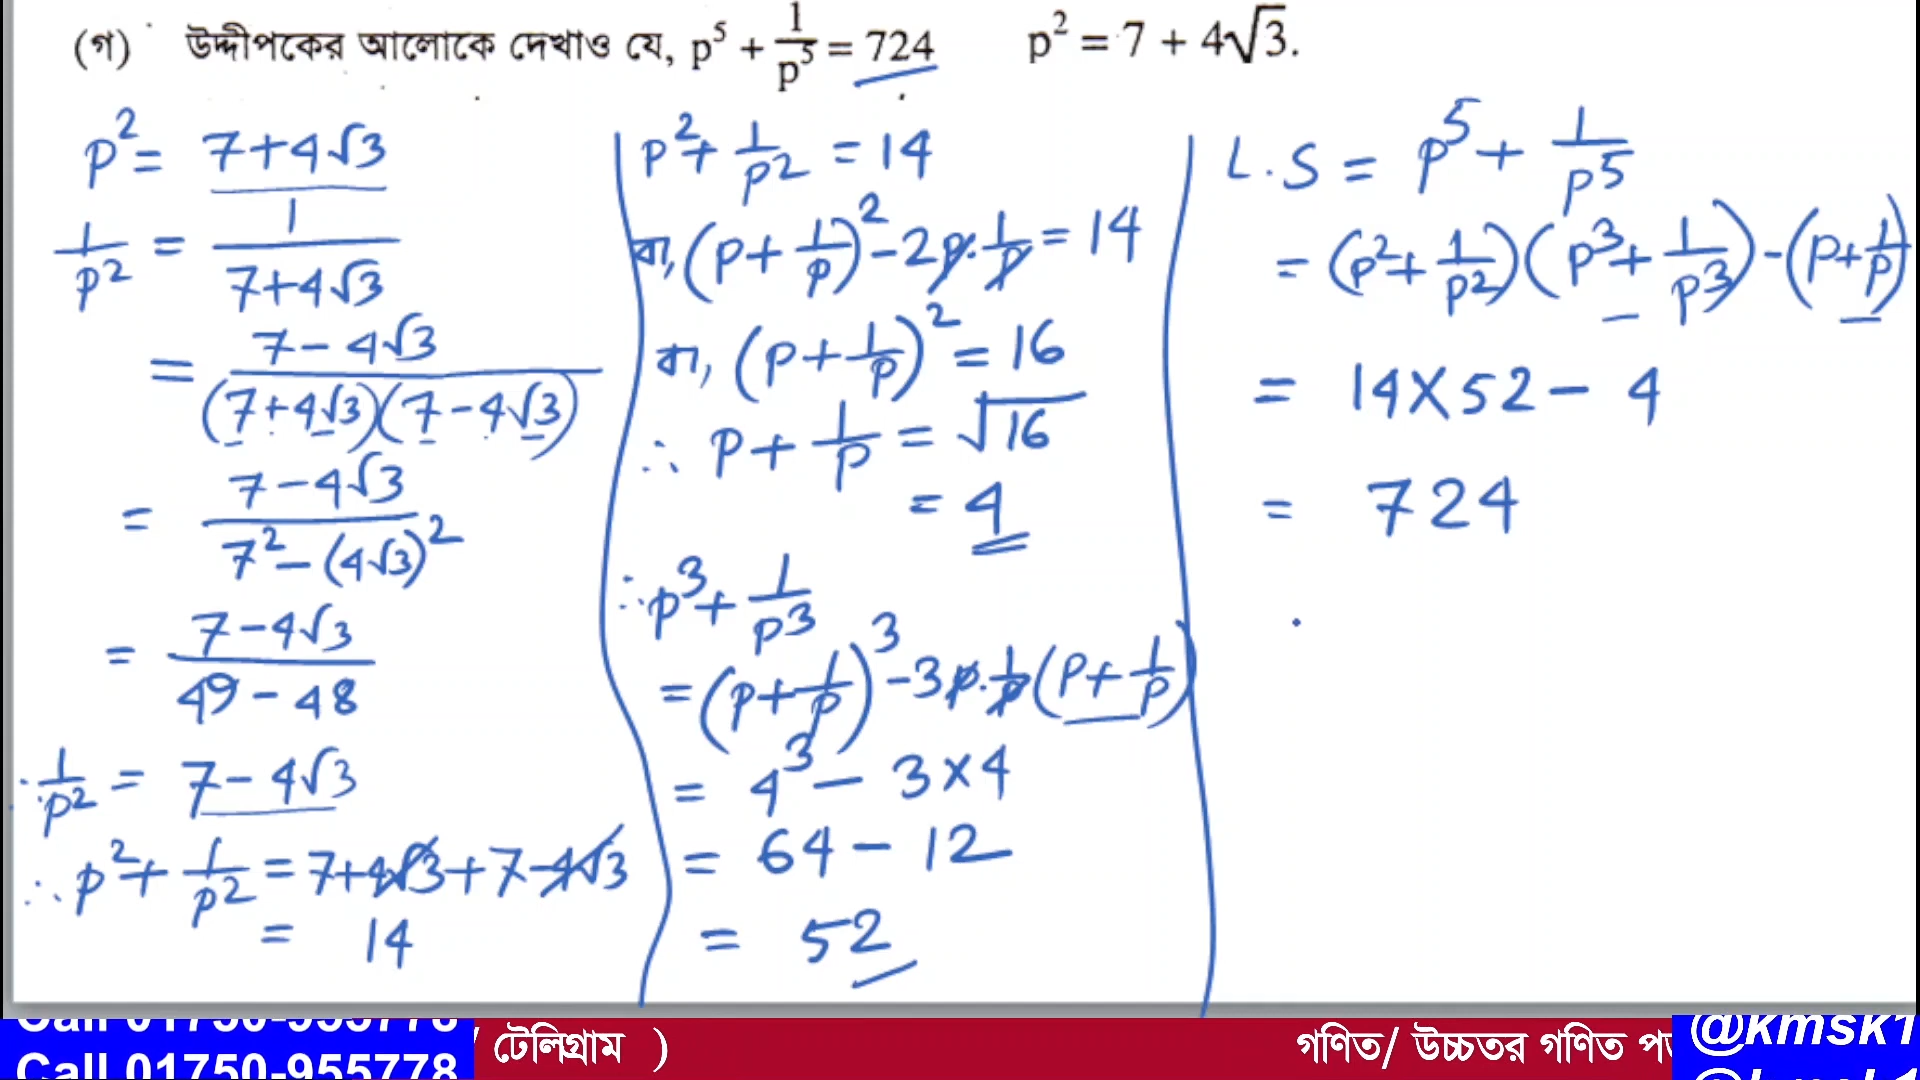 (গ) উদ্দীপকের আলোকে দেখাও যে, p⁵ + 1/p⁵ = 724    p² = 7 + 4√3.
p² = 7+4√3
1/p² = 1/(7+4√3)
= (7-4√3)/((7+4√3)(7-4√3))
= (7-4√3)/(7²-(4√3)²)
= (7-4√3)/(49-48)
∴ 1/p² = 7-4√3
∴ p² + 1/p² = 7+4√3+7-4√3
= 14
p² + 1/p² = 14
বা, (p+1/p)² - 2p·1/p = 14
বা, (p+1/p)² = 16
∴ p + 1/p = √16
= 4
∴ p³ + 1/p³
= (p+1/p)³ - 3p·1/p(p+1/p)
= 4³ - 3×4
= 64 - 12
= 52
L.S = p⁵ + 1/p⁵
= (p²+1/p²)(p³+1/p³)-(p+1/p)
= 14×52 - 4
= 724
Call 01750-955778
/ টেলিগ্রাম )
গণিত/ উচ্চতর গণিত
@kmsk1